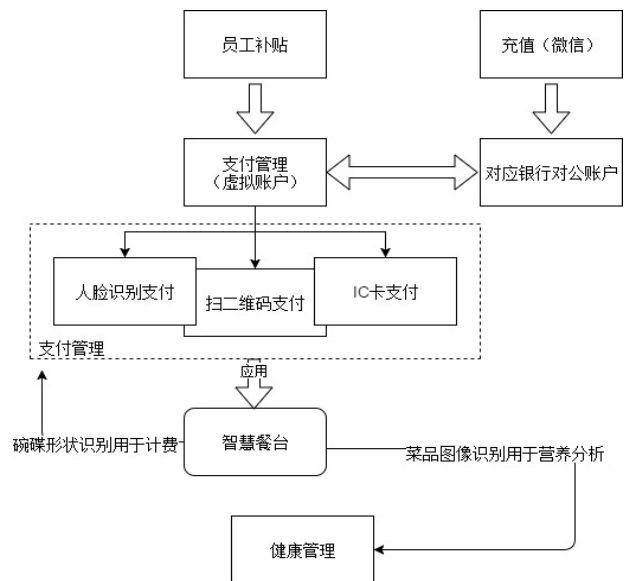 员工补贴
充值（微信）
支付管理
（虚拟账户）
对应银行对公账户
人脸识别支付
扫二维码支付
IC卡支付
支付管理
应用
碗碟形状识别用于计费
智慧餐台
菜品图像识别用于营养分析
健康管理